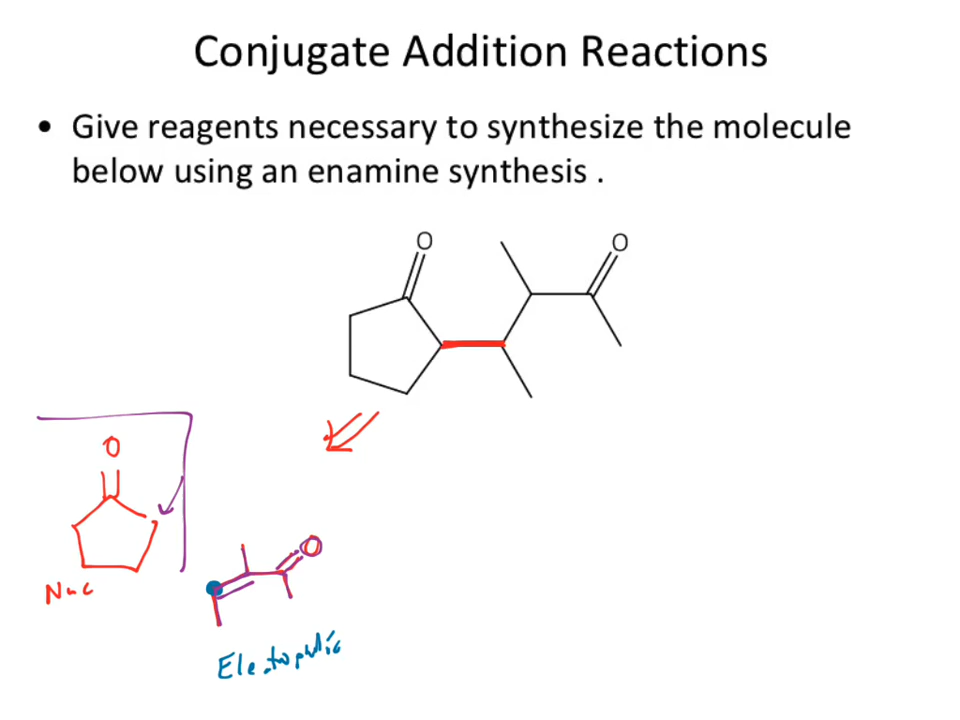 Conjugate Addition Reactions
• Give reagents necessary to synthesize the molecule
below using an enamine synthesis .
O
O
O
O
Nuc